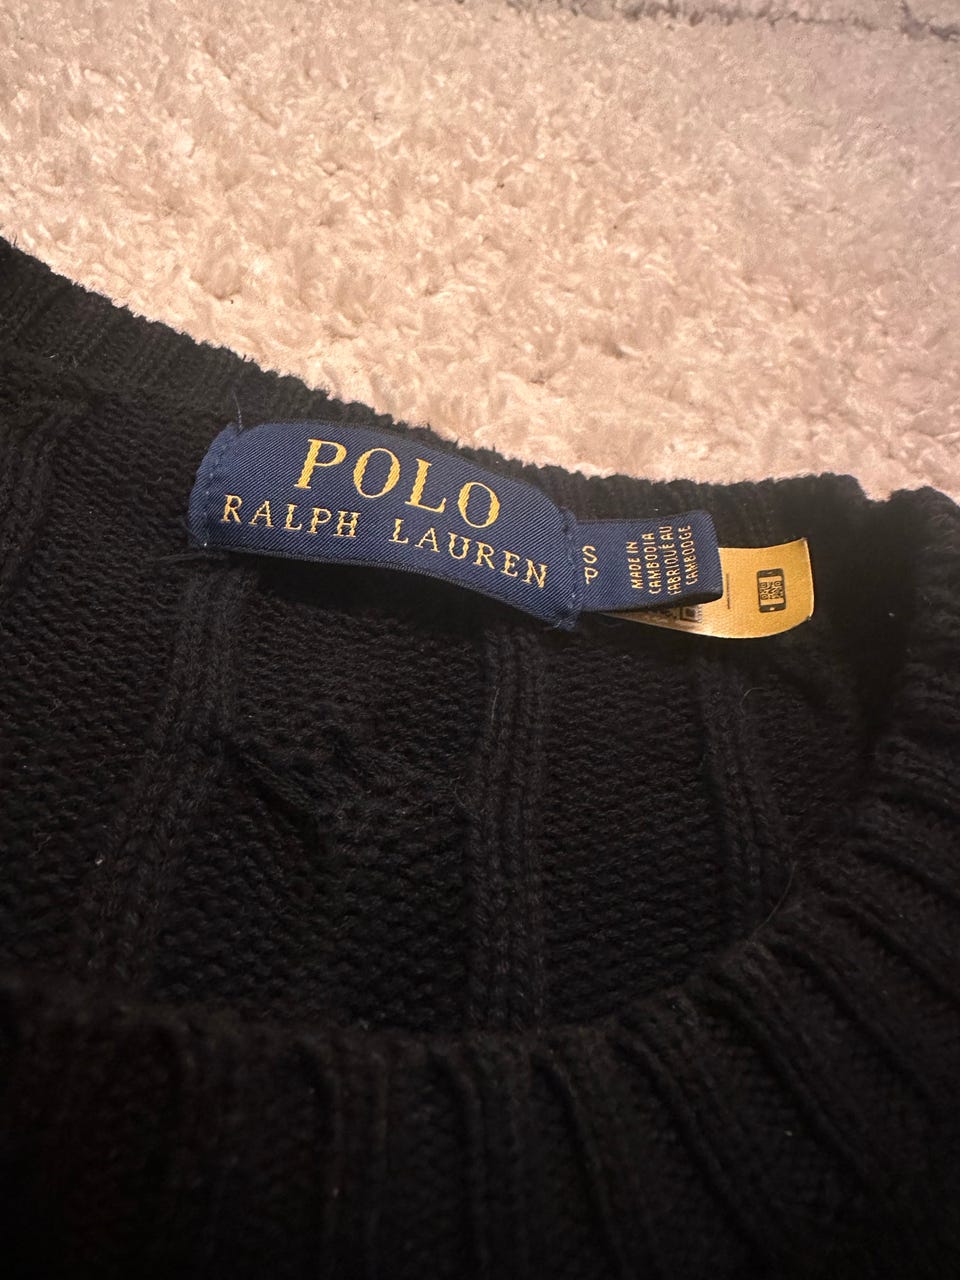 POLO
RALPH LAUREN
S
P
MADE IN
CAMBODIA
FABRIQUÉ AU
CAMBODGE